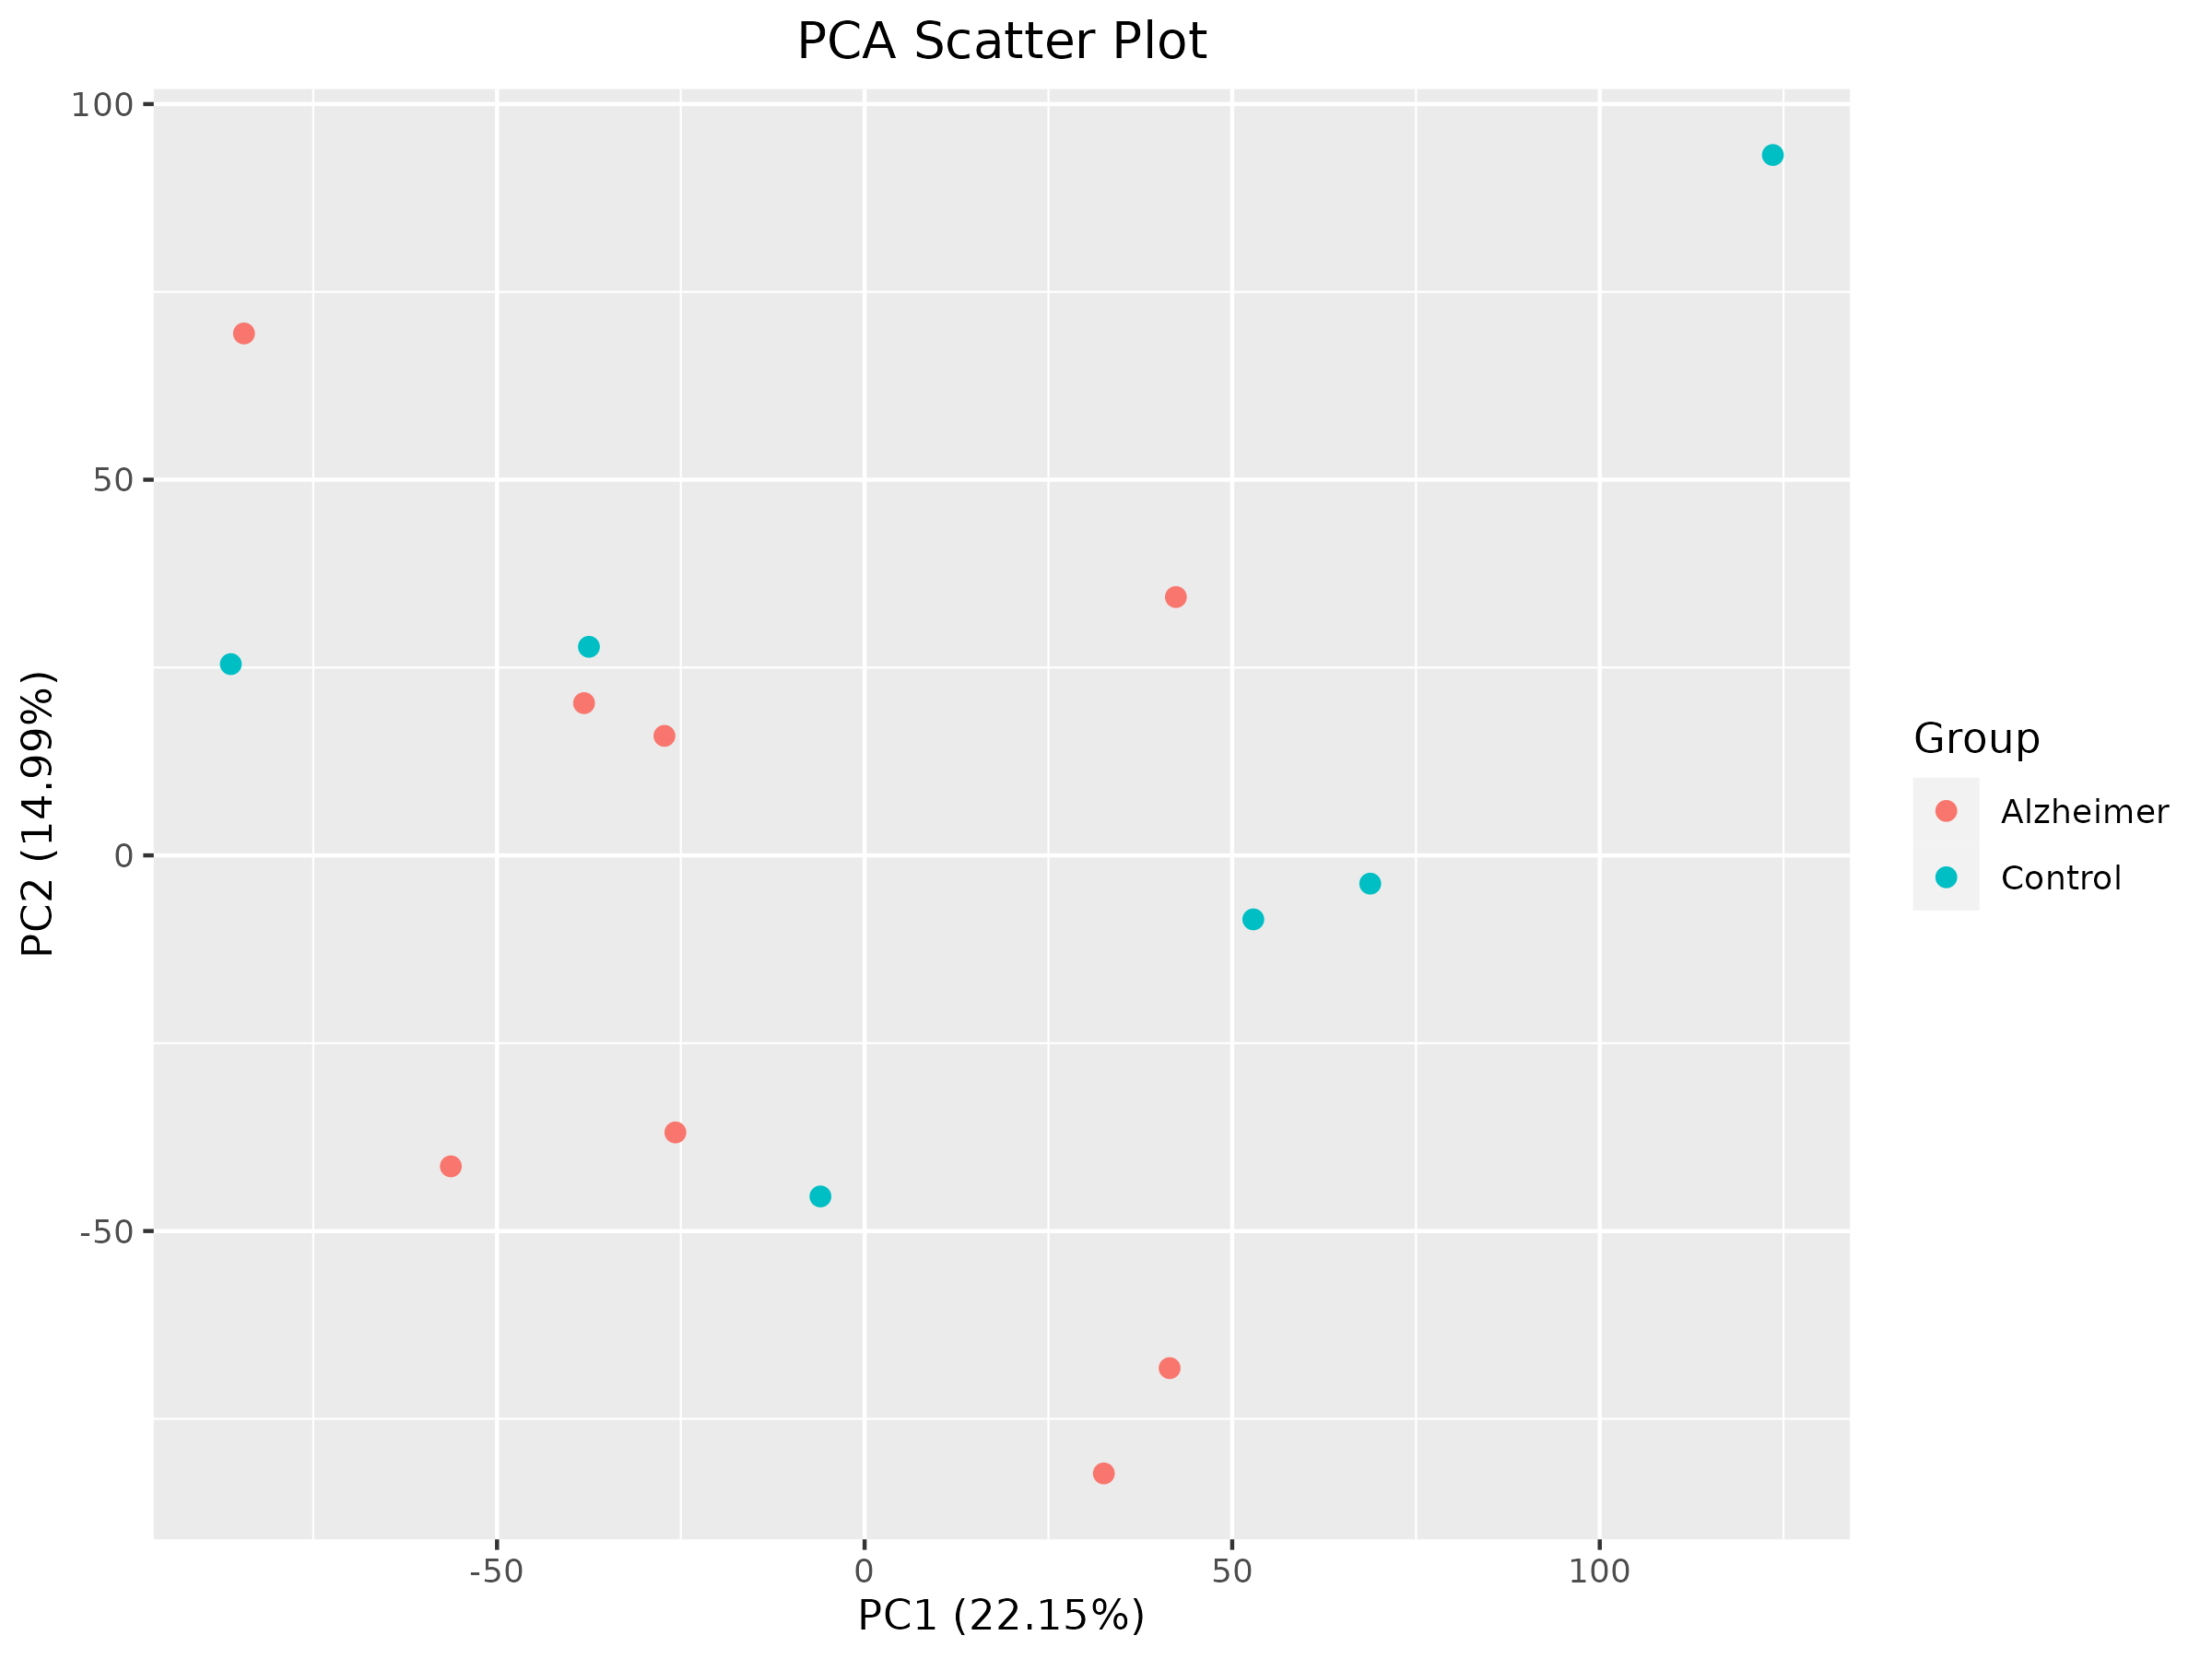 PCA Scatter Plot
100
50
0
-50
PC2 (14.99%)
-50
0
50
100
PC1 (22.15%)
Group
Alzheimer
Control